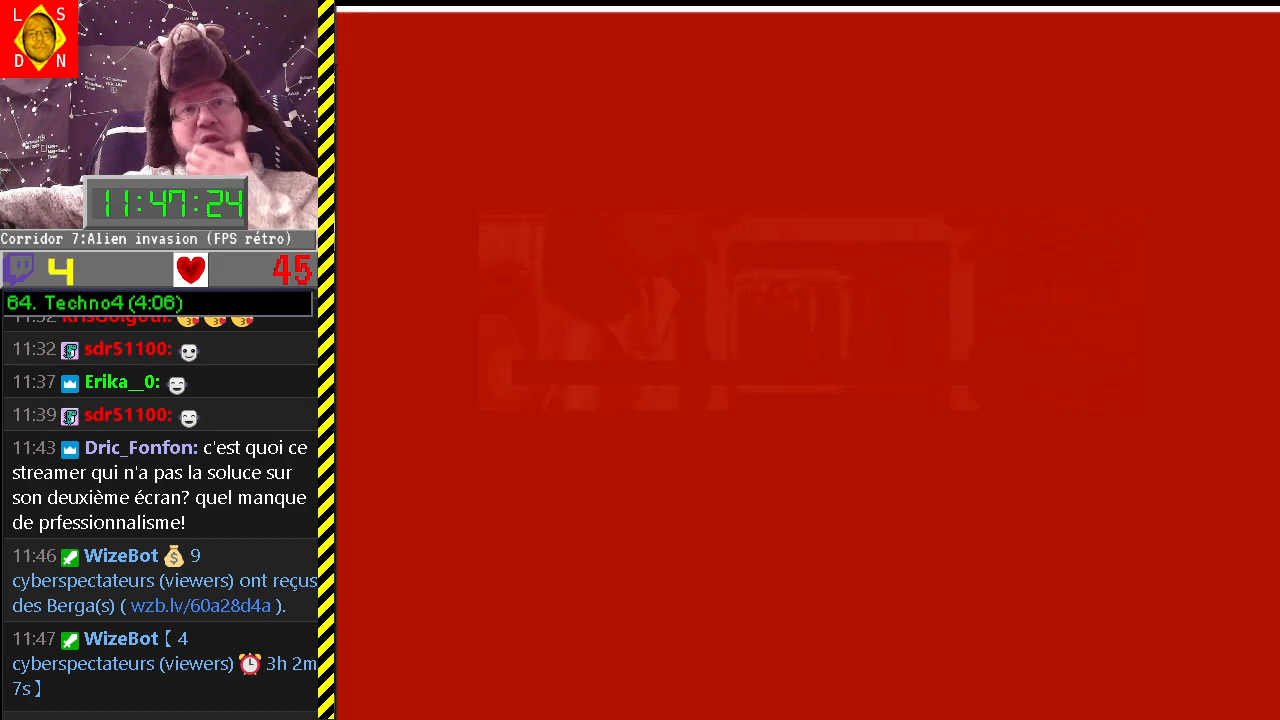 L S
D N
11:47:24
Corridor 7:Alien invasion (FPS rétro)
4 45
64. Techno4 (4:06)
11:32 sdr51100:
11:37 Erika__0:
11:39 sdr51100:
11:43 Dric_Fonfon: c'est quoi ce
streamer qui n'a pas la soluce sur
son deuxième écran? quel manque
de prfessionnalisme!
11:46 WizeBot 9
cyberspectateurs (viewers) ont reçus
des Berga(s) ( wzb.lv/60a28d4a ).
11:47 WizeBot 【 4
cyberspectateurs (viewers) 3h 2m
7s】